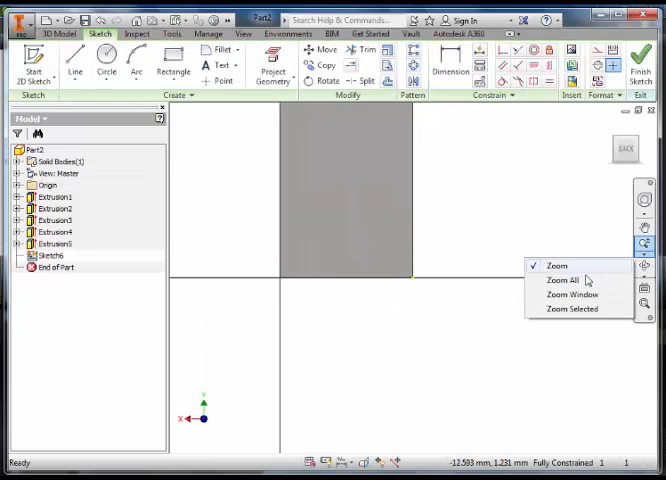 PRO
Part2
Search Help & Commands...
Sign In
3D Model Sketch Inspect Tools Manage View Environments BIM Get Started Vault Autodesk A360
Start
2D Sketch
Line
Circle
Arc
Rectangle
Fillet
Text
Point
Project
Geometry
Move
Copy
Rotate
Trim
Dimension
Finish
Sketch
Sketch Create Modify Pattern Constrain Insert Format Exit
Model
Part2
Solid Bodies(1)
View: Master
Origin
Extrusion1
Extrusion2
Extrusion3
Extrusion4
Extrusion5
Sketch6
End of Part
BACK
Zoom
Zoom All
Zoom Window
Zoom Selected
X
Y
Ready
-12.593 mm, 1.231 mm Fully Constrained 1 1